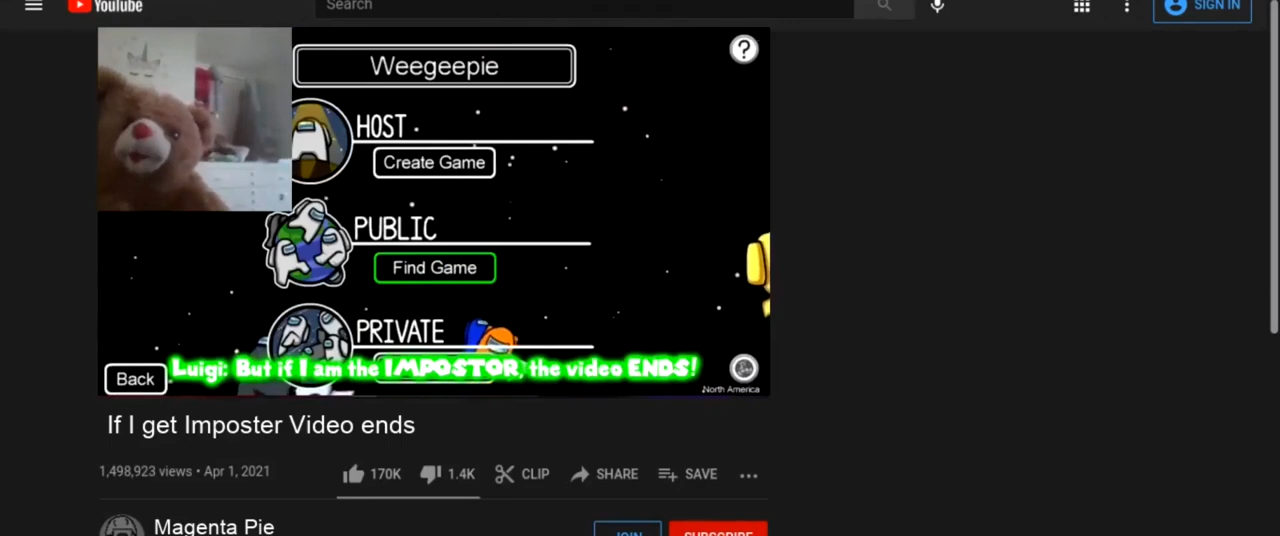 YouTube
Search
SIGN IN
Weegeepie
?
HOST
Create Game
PUBLIC
Find Game
PRIVATE
Luigi: But if I am the IMPOSTOR, the video ENDS!
Back
North America
If I get Imposter Video ends
1,498,923 views • Apr 1, 2021
170K
1.4K
CLIP
SHARE
SAVE
Magenta Pie
JOIN
SUBSCRIBE